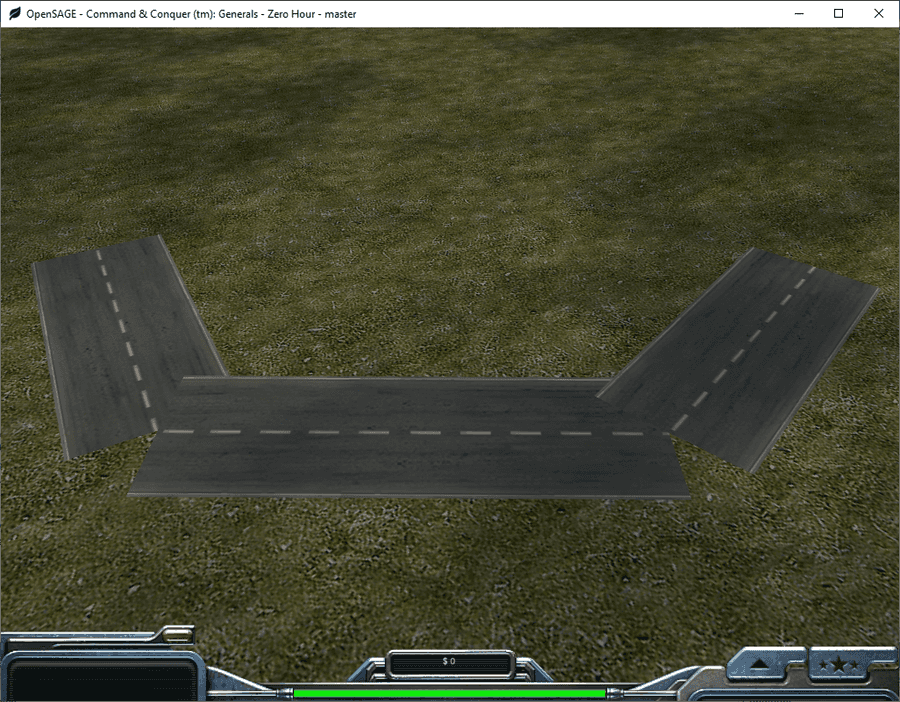 OpenSAGE - Command & Conquer (tm): Generals - Zero Hour - master
$ 0